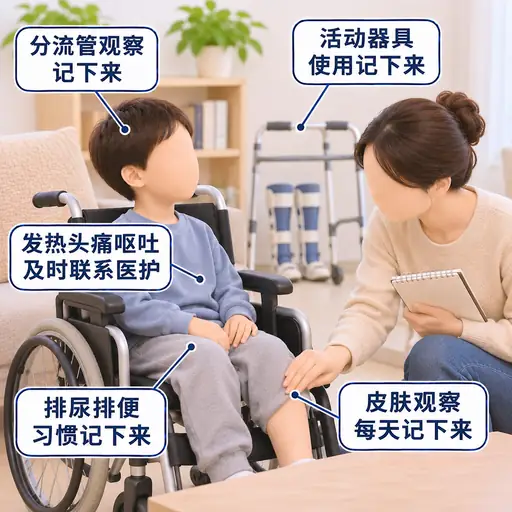 分流管观察
记下来
活动器具
使用记下来
发热头痛呕吐
及时联系医护
排尿排便
习惯记下来
皮肤观察
每天记下来